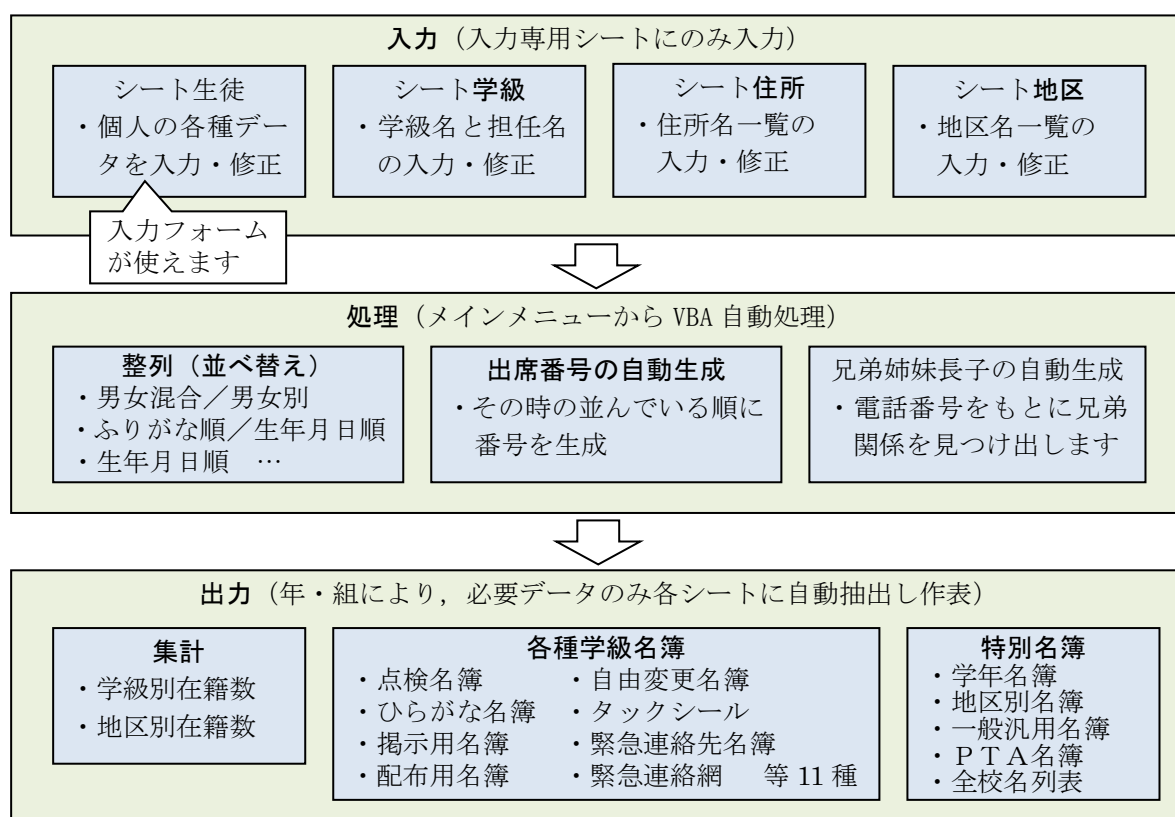 入力（入力専用シートにのみ入力）
シート生徒
・個人の各種デー
タを入力・修正
シート学級
・学級名と担任名
の入力・修正
シート住所
・住所名一覧の
入力・修正
シート地区
・地区名一覧の
入力・修正
入力フォーム
が使えます
処理（メインメニューから VBA 自動処理）
整列（並べ替え）
・男女混合／男女別
・ふりがな順／生年月日順
・生年月日順　…
出席番号の自動生成
・その時の並んでいる順に
番号を生成
兄弟姉妹長子の自動生成
・電話番号をもとに兄弟
関係を見つけ出します
出力（年・組により，必要データのみ各シートに自動抽出し作表）
集計
・学級別在籍数
・地区別在籍数
各種学級名簿
・点検名簿　・自由変更名簿
・ひらがな名簿　・タックシール
・掲示用名簿　・緊急連絡先名簿
・配布用名簿　・緊急連絡網　等 11 種
特別名簿
・学年名簿
・地区別名簿
・一般汎用名簿
・ＰＴＡ名簿
・全校名列表